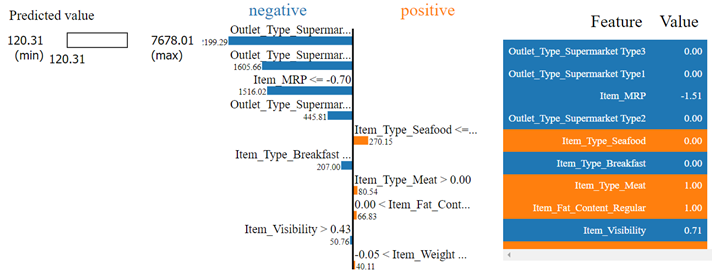 Predicted value
120.31
(min)
120.31
7678.01
(max)
negative positive
Outlet_Type_Supermar...
2199.29
Outlet_Type_Supermar...
1605.66
Item_MRP <= -0.70
1516.02
Outlet_Type_Supermar...
445.81
Item_Type_Seafood <=...
270.15
Item_Type_Breakfast ...
207.00
Item_Type_Meat > 0.00
80.54
0.00 < Item_Fat_Cont...
66.83
Item_Visibility > 0.43
50.76
-0.05 < Item_Weight ...
40.11
Feature Value
Outlet_Type_Supermarket Type3 0.00
Outlet_Type_Supermarket Type1 0.00
Item_MRP -1.51
Outlet_Type_Supermarket Type2 0.00
Item_Type_Seafood 0.00
Item_Type_Breakfast 0.00
Item_Type_Meat 1.00
Item_Fat_Content_Regular 1.00
Item_Visibility 0.71